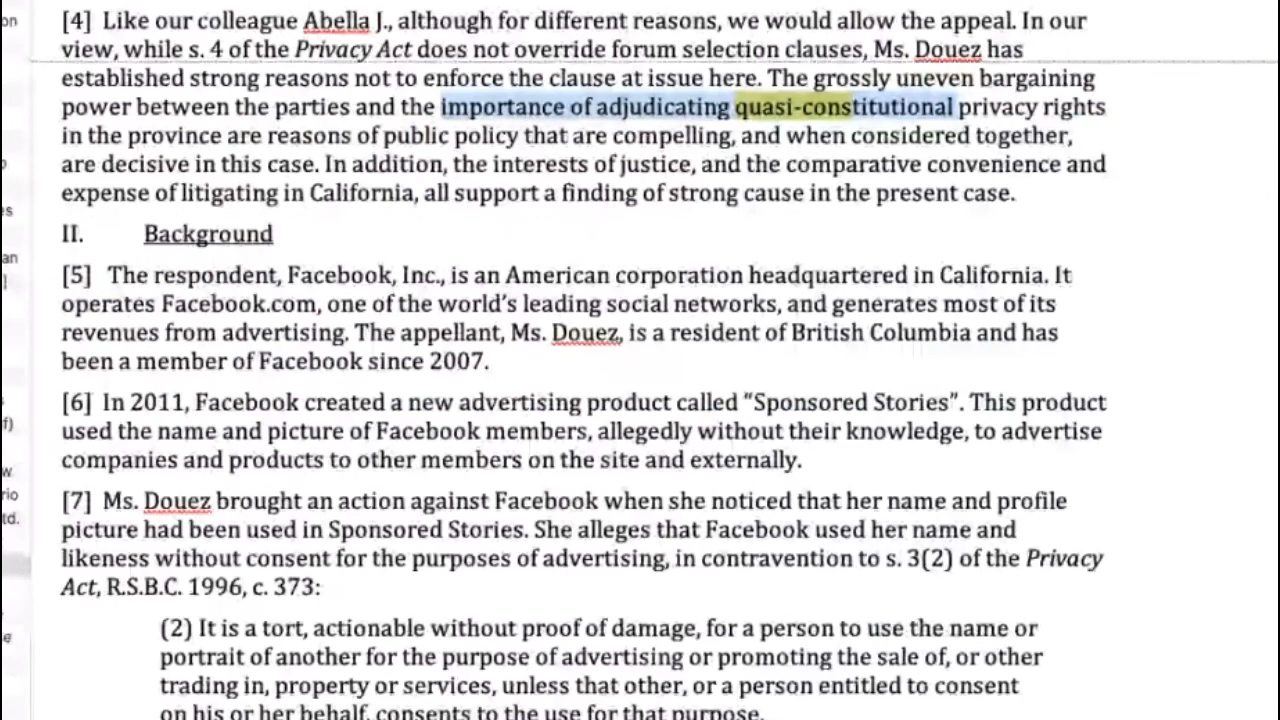 on
[4] Like our colleague Abella J., although for different reasons, we would allow the appeal. In our
view, while s. 4 of the Privacy Act does not override forum selection clauses, Ms. Douez has
established strong reasons not to enforce the clause at issue here. The grossly uneven bargaining
power between the parties and the importance of adjudicating quasi-constitutional privacy rights
in the province are reasons of public policy that are compelling, and when considered together,
are decisive in this case. In addition, the interests of justice, and the comparative convenience and
expense of litigating in California, all support a finding of strong cause in the present case.
II. Background
[5] The respondent, Facebook, Inc., is an American corporation headquartered in California. It
operates Facebook.com, one of the world’s leading social networks, and generates most of its
revenues from advertising. The appellant, Ms. Douez, is a resident of British Columbia and has
been a member of Facebook since 2007.
[6] In 2011, Facebook created a new advertising product called “Sponsored Stories”. This product
used the name and picture of Facebook members, allegedly without their knowledge, to advertise
companies and products to other members on the site and externally.
[7] Ms. Douez brought an action against Facebook when she noticed that her name and profile
picture had been used in Sponsored Stories. She alleges that Facebook used her name and
likeness without consent for the purposes of advertising, in contravention to s. 3(2) of the Privacy
Act, R.S.B.C. 1996, c. 373:
(2) It is a tort, actionable without proof of damage, for a person to use the name or
portrait of another for the purpose of advertising or promoting the sale of, or other
trading in, property or services, unless that other, or a person entitled to consent
on his or her behalf, consents to the use for that purpose.